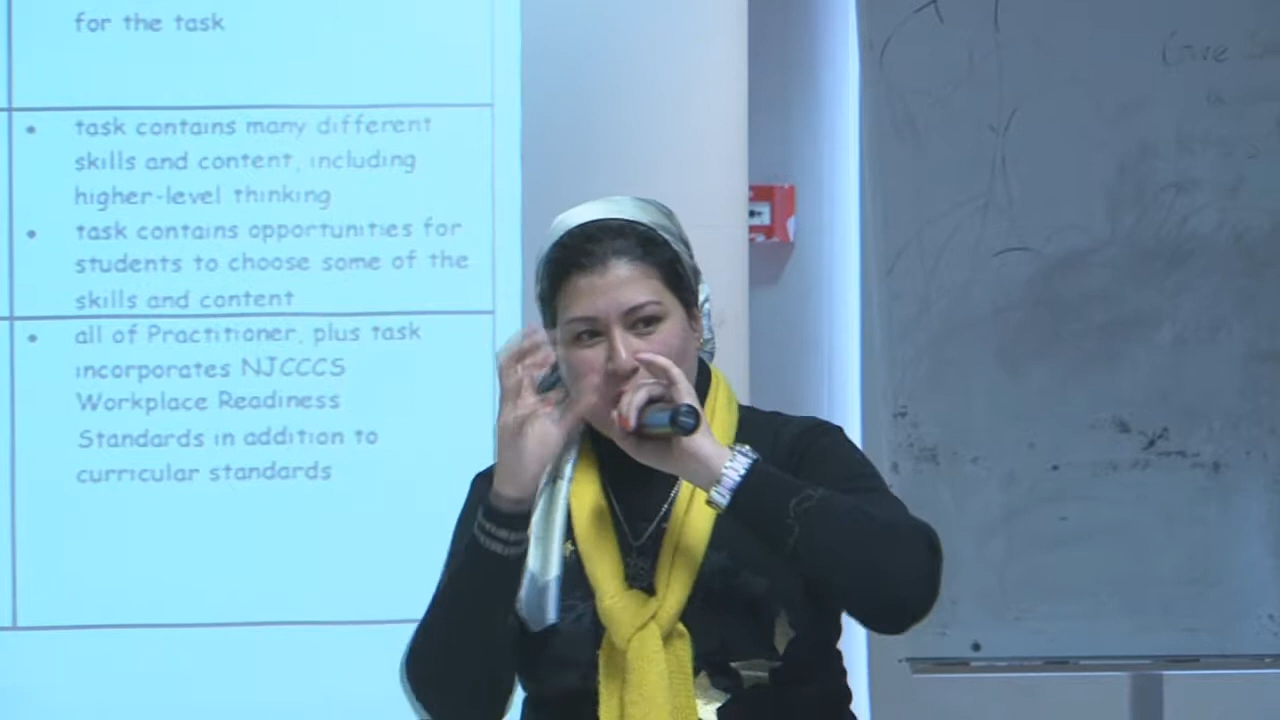 for the task
task contains many different
skills and content, including
higher-level thinking
task contains opportunities for
students to choose some of the
skills and content
all of Practitioner, plus task
incorporates NJCCCS
Workplace Readiness
Standards in addition to
curricular standards
Give